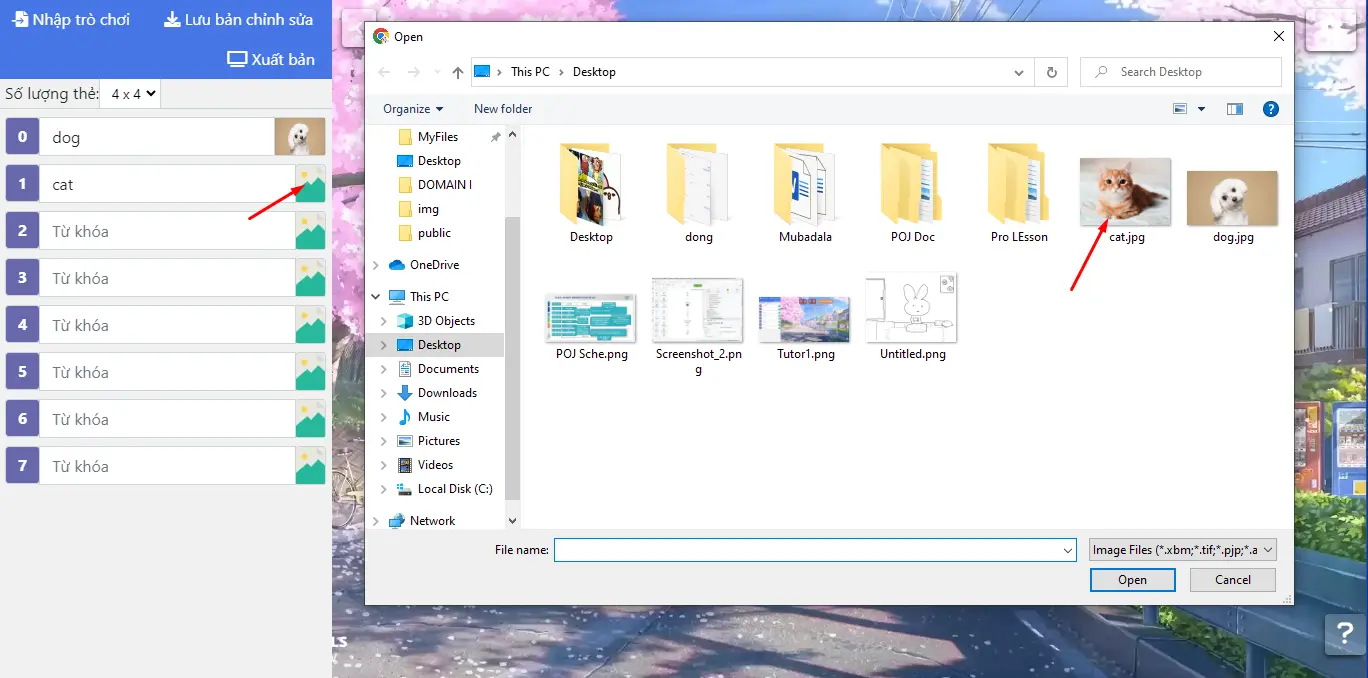 Nhập trò chơi
Lưu bản chỉnh sửa
Xuất bản
Số lượng thẻ: 4 x 4
0 dog
1 cat
2 Từ khóa
3 Từ khóa
4 Từ khóa
5 Từ khóa
6 Từ khóa
7 Từ khóa
Open
This PC > Desktop
Search Desktop
Organize
New folder
?
MyFiles
Desktop
DOMAIN I
img
public
OneDrive
This PC
3D Objects
Desktop
Documents
Downloads
Music
Pictures
Videos
Local Disk (C:)
Network
Desktop
dong
Mubadala
POJ Doc
Pro LEsson
cat.jpg
dog.jpg
POJ Sche.png
Screenshot_2.pn
g
Tutor1.png
Untitled.png
File name:
Image Files (*.xbm;*.tif;*.pjp;*.a
Open
Cancel
?